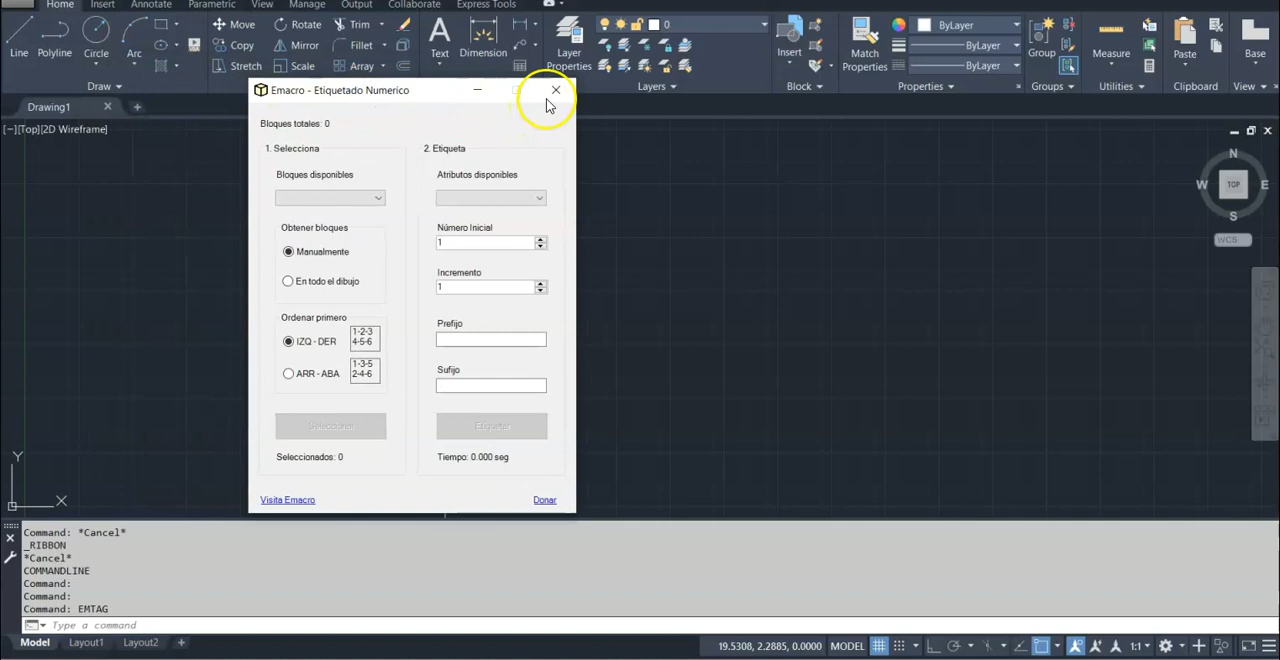 Home Insert Annotate Parametric View Manage Output Collaborate Express Tools
Line Polyline Circle Arc
Move Rotate Trim
Copy Mirror Fillet
Stretch Scale Array
Text Dimension
Layer
Properties
0
Insert
Match
Properties
ByLayer
ByLayer
ByLayer
Group Measure Paste Base
Draw Layers Block Properties Groups Utilities Clipboard View
Drawing1
[−][Top][2D Wireframe]
Emacro - Etiquetado Numerico
Bloques totales: 0
1. Selecciona
Bloques disponibles
Obtener bloques
Manualmente
En todo el dibujo
Ordenar primero
IZQ - DER
1-2-3
4-5-6
ARR - ABA
1-3-5
2-4-6
Seleccionar
Seleccionados: 0
Visita Emacro
2. Etiqueta
Atributos disponibles
Número Inicial
1
Incremento
1
Prefijo
Sufijo
Etiquetar
Tiempo: 0.000 seg
Donar
N
W TOP E
S
WCS
Y
X
Command: *Cancel*
_RIBBON
*Cancel*
COMMANDLINE
Command:
Command:
Command: EMTAG
Type a command
Model Layout1 Layout2
19.5308, 2.2885, 0.0000 MODEL 1:1